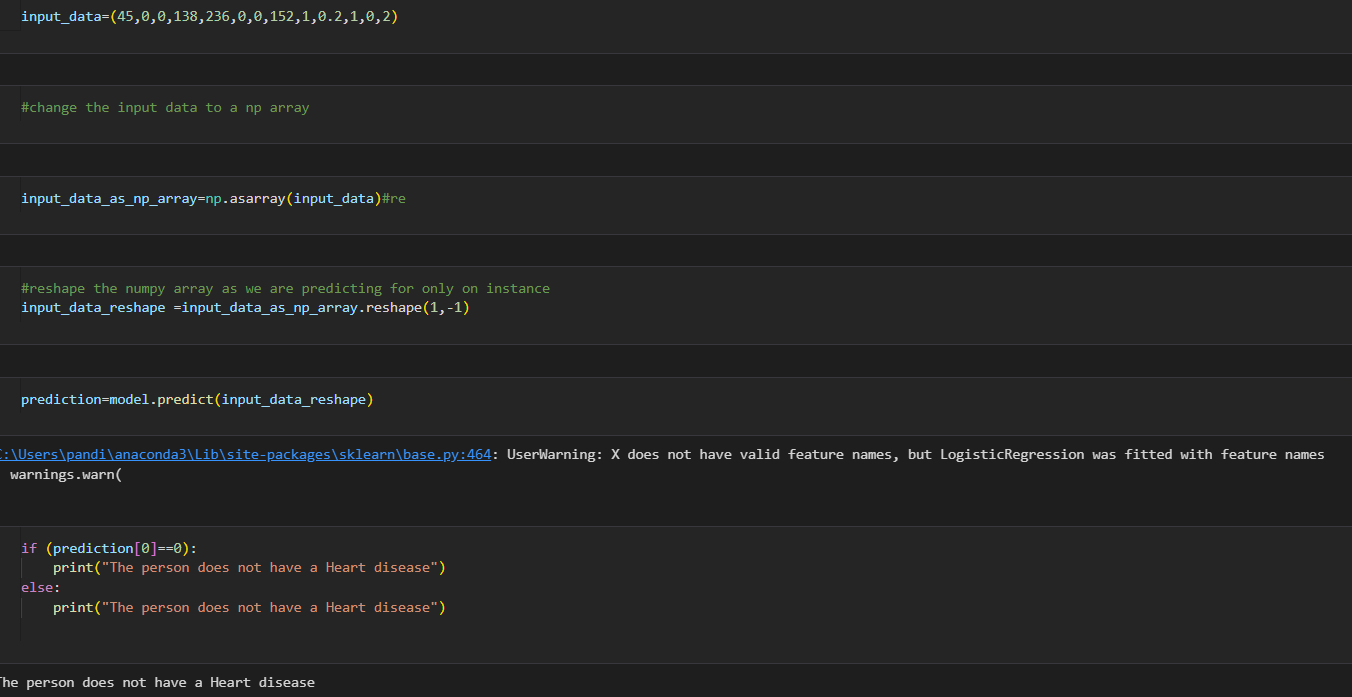 input_data=(45,0,0,138,236,0,0,152,1,0.2,1,0,2)
#change the input data to a np array
input_data_as_np_array=np.asarray(input_data)#re
#reshape the numpy array as we are predicting for only on instance
input_data_reshape =input_data_as_np_array.reshape(1,-1)
prediction=model.predict(input_data_reshape)
C:\Users\pandi\anaconda3\Lib\site-packages\sklearn\base.py:464: UserWarning: X does not have valid feature names, but LogisticRegression was fitted with feature names
warnings.warn(
if (prediction[0]==0):
print("The person does not have a Heart disease")
else:
print("The person does not have a Heart disease")
The person does not have a Heart disease